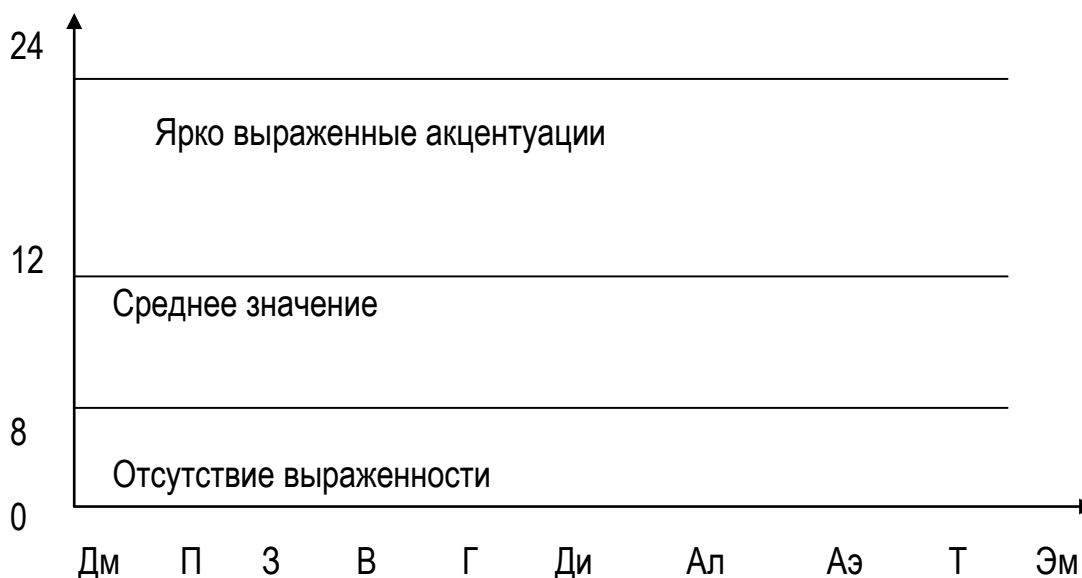 24
Ярко выраженные акцентуации
12
Среднее значение
8
Отсутствие выраженности
0
Дм П З В Г Ди Ал Аэ Т Эм